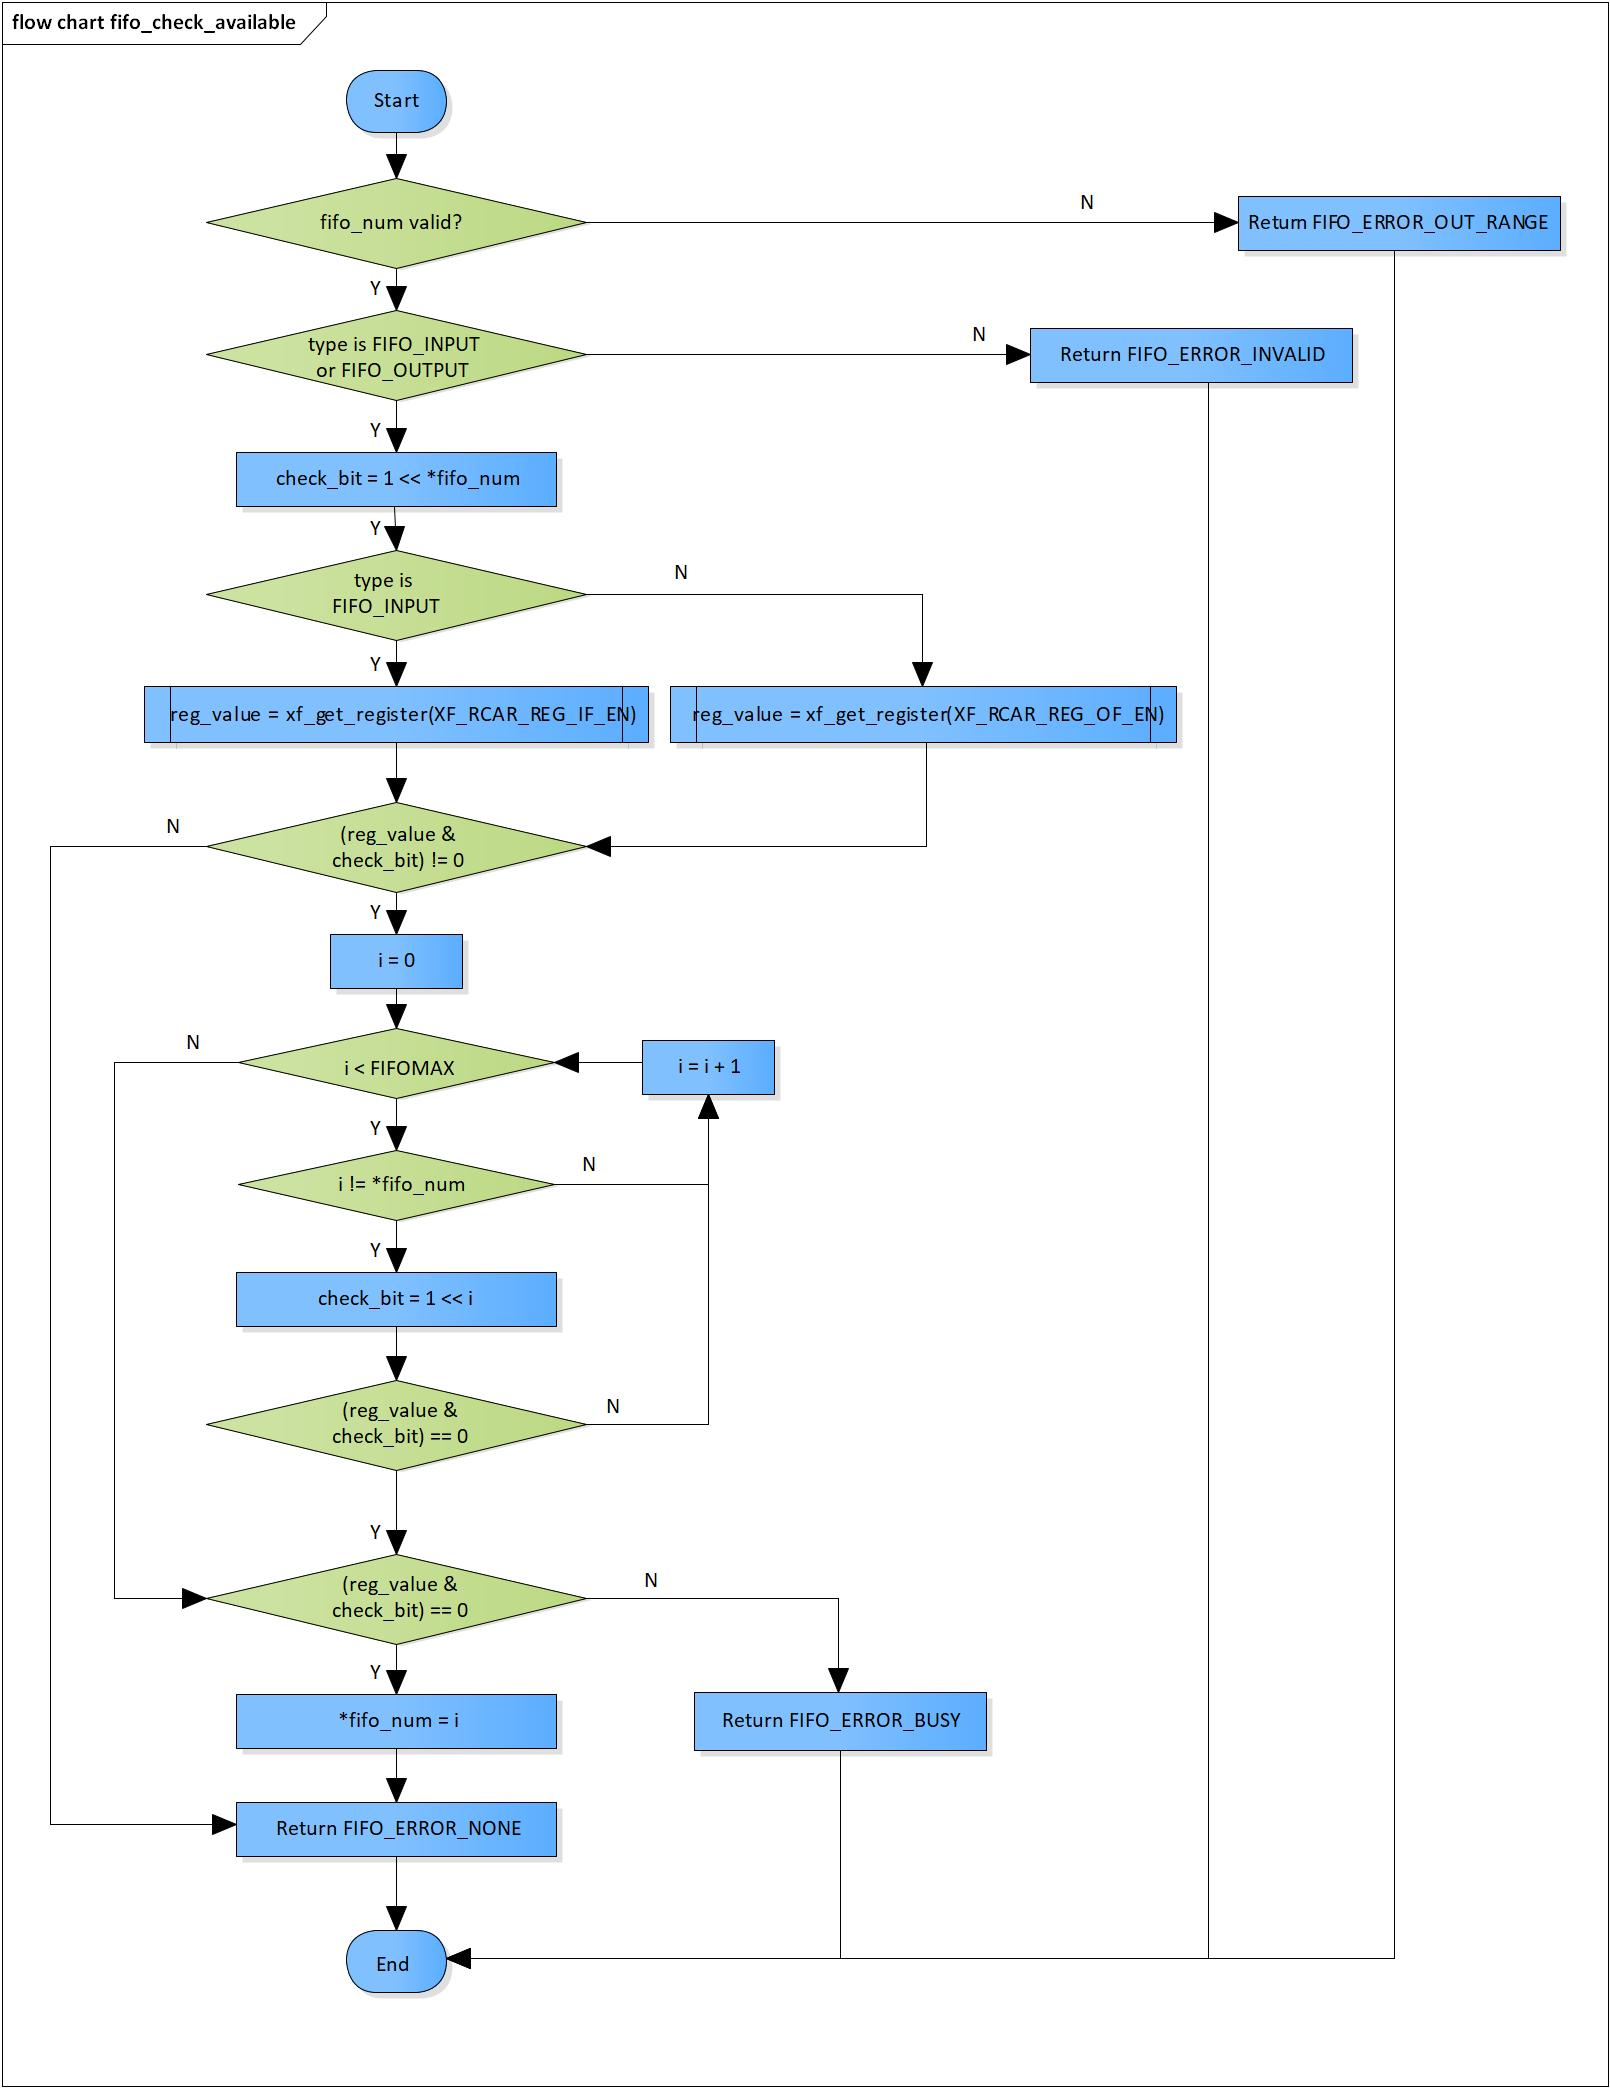 flow chart fifo_check_available
Start
fifo_num valid?
N
Return FIFO_ERROR_OUT_RANGE
Y
type is FIFO_INPUT
or FIFO_OUTPUT
N
Return FIFO_ERROR_INVALID
Y
check_bit = 1 << *fifo_num
Y
type is
FIFO_INPUT
N
Y
reg_value = xf_get_register(XF_RCAR_REG_IF_EN)
reg_value = xf_get_register(XF_RCAR_REG_OF_EN)
N
(reg_value &
check_bit) != 0
Y
i = 0
N
i < FIFOMAX
i = i + 1
Y
i != *fifo_num
N
Y
check_bit = 1 << i
(reg_value &
check_bit) == 0
N
Y
(reg_value &
check_bit) == 0
N
Y
*fifo_num = i
Return FIFO_ERROR_BUSY
Return FIFO_ERROR_NONE
End